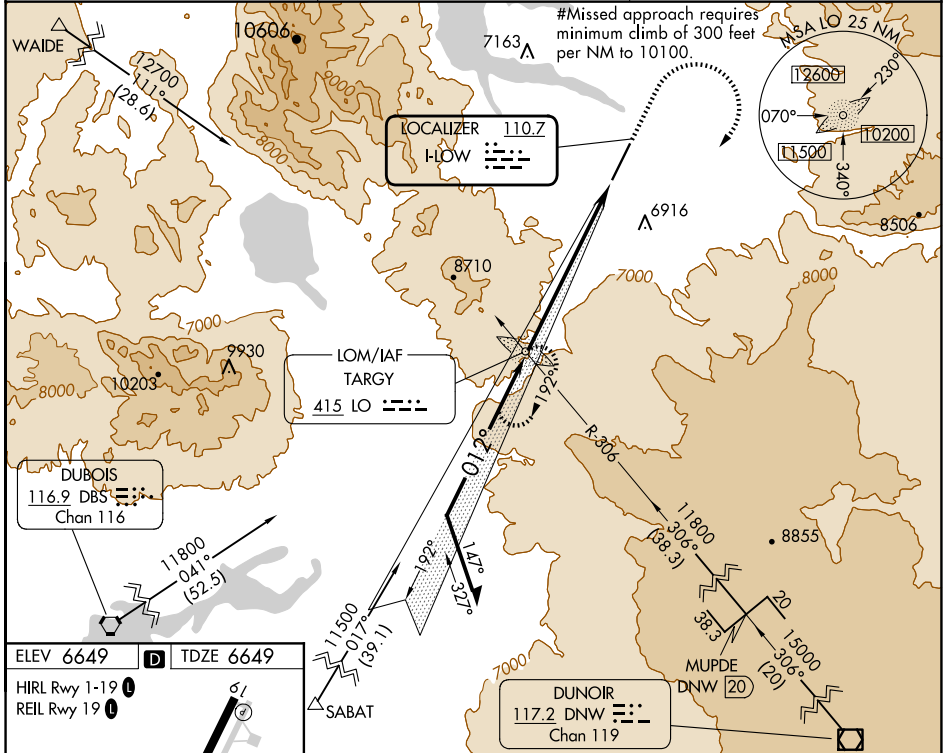 #Missed approach requires
minimum climb of 300 feet
per NM to 10100.
MSA LO 25 NM
12600
230°
070°
10200
11500
340°
WAIDE
12700
111°
(28.6)
10606
9000
8000
7163
LOCALIZER 110.7
I-LOW
6916
8506
8710
7000
8000
7000
8000
10203
9930
LOM/IAF
TARGY
415 LO
192°
012°
R-306
DUBOIS
116.9 DBS
Chan 116
11800
306°
(38.3)
8855
11800
041°
(52.5)
192°
147°
327°
11500
017°
(39.1)
SABAT
20
38.3
MUPDE
DNW 20
15000
306°
(20)
7000
DUNOIR
117.2 DNW
Chan 119
ELEV 6649
D
TDZE 6649
HIRL Rwy 1-19 L
REIL Rwy 19 L
19
P